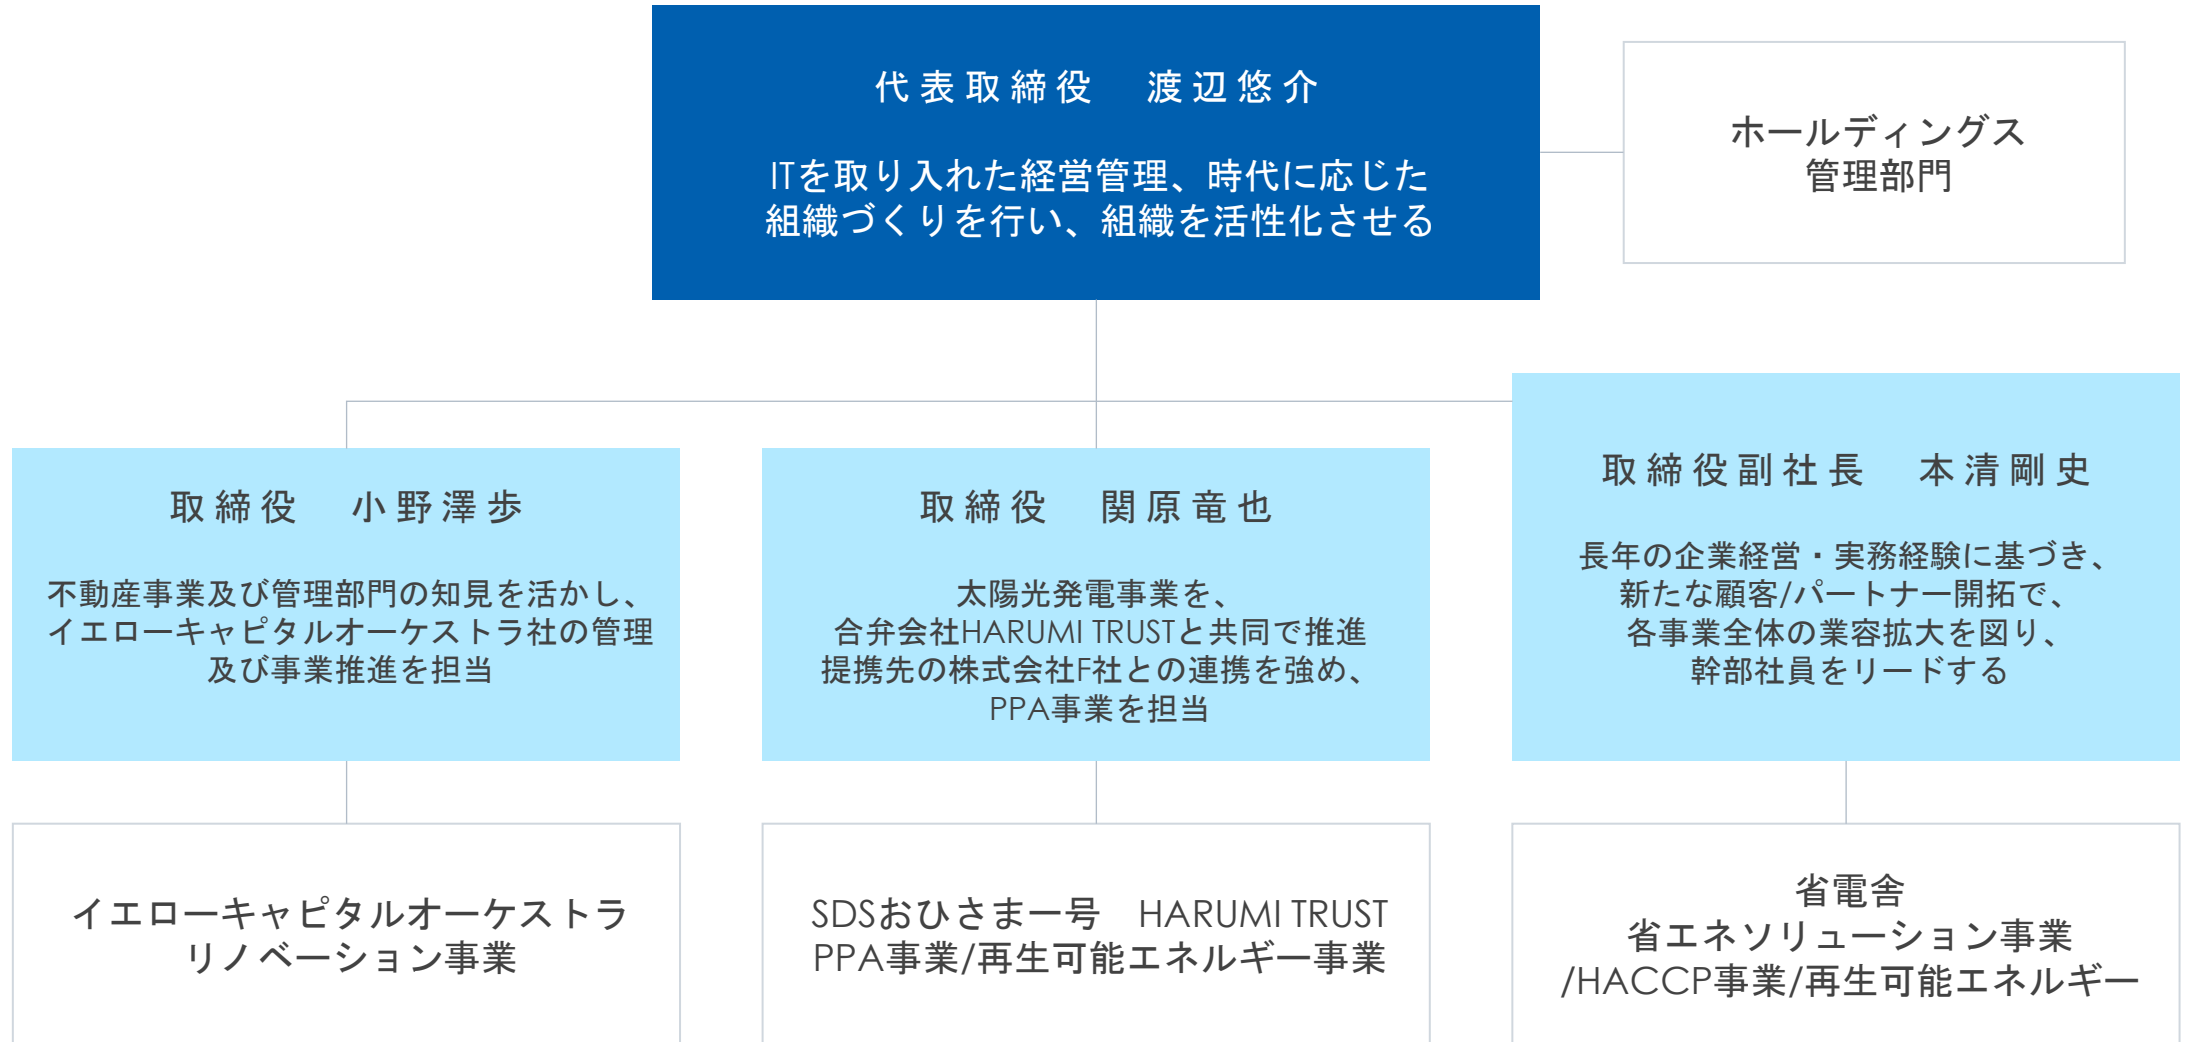 代表取締役　渡辺悠介
ITを取り入れた経営管理、時代に応じた
組織づくりを行い、組織を活性化させる
ホールディングス
管理部門
取締役　小野澤歩
不動産事業及び管理部門の知見を活かし、
イエローキャピタルオーケストラ社の管理
及び事業推進を担当
取締役　関原竜也
太陽光発電事業を、
合弁会社HARUMI TRUSTと共同で推進
提携先の株式会社F社との連携を強め、
PPA事業を担当
取締役副社長　本清剛史
長年の企業経営・実務経験に基づき、
新たな顧客/パートナー開拓で、
各事業全体の業容拡大を図り、
幹部社員をリードする
イエローキャピタルオーケストラ
リノベーション事業
SDSおひさま一号　HARUMI TRUST
PPA事業/再生可能エネルギー事業
省電舎
省エネソリューション事業
/HACCP事業/再生可能エネルギー